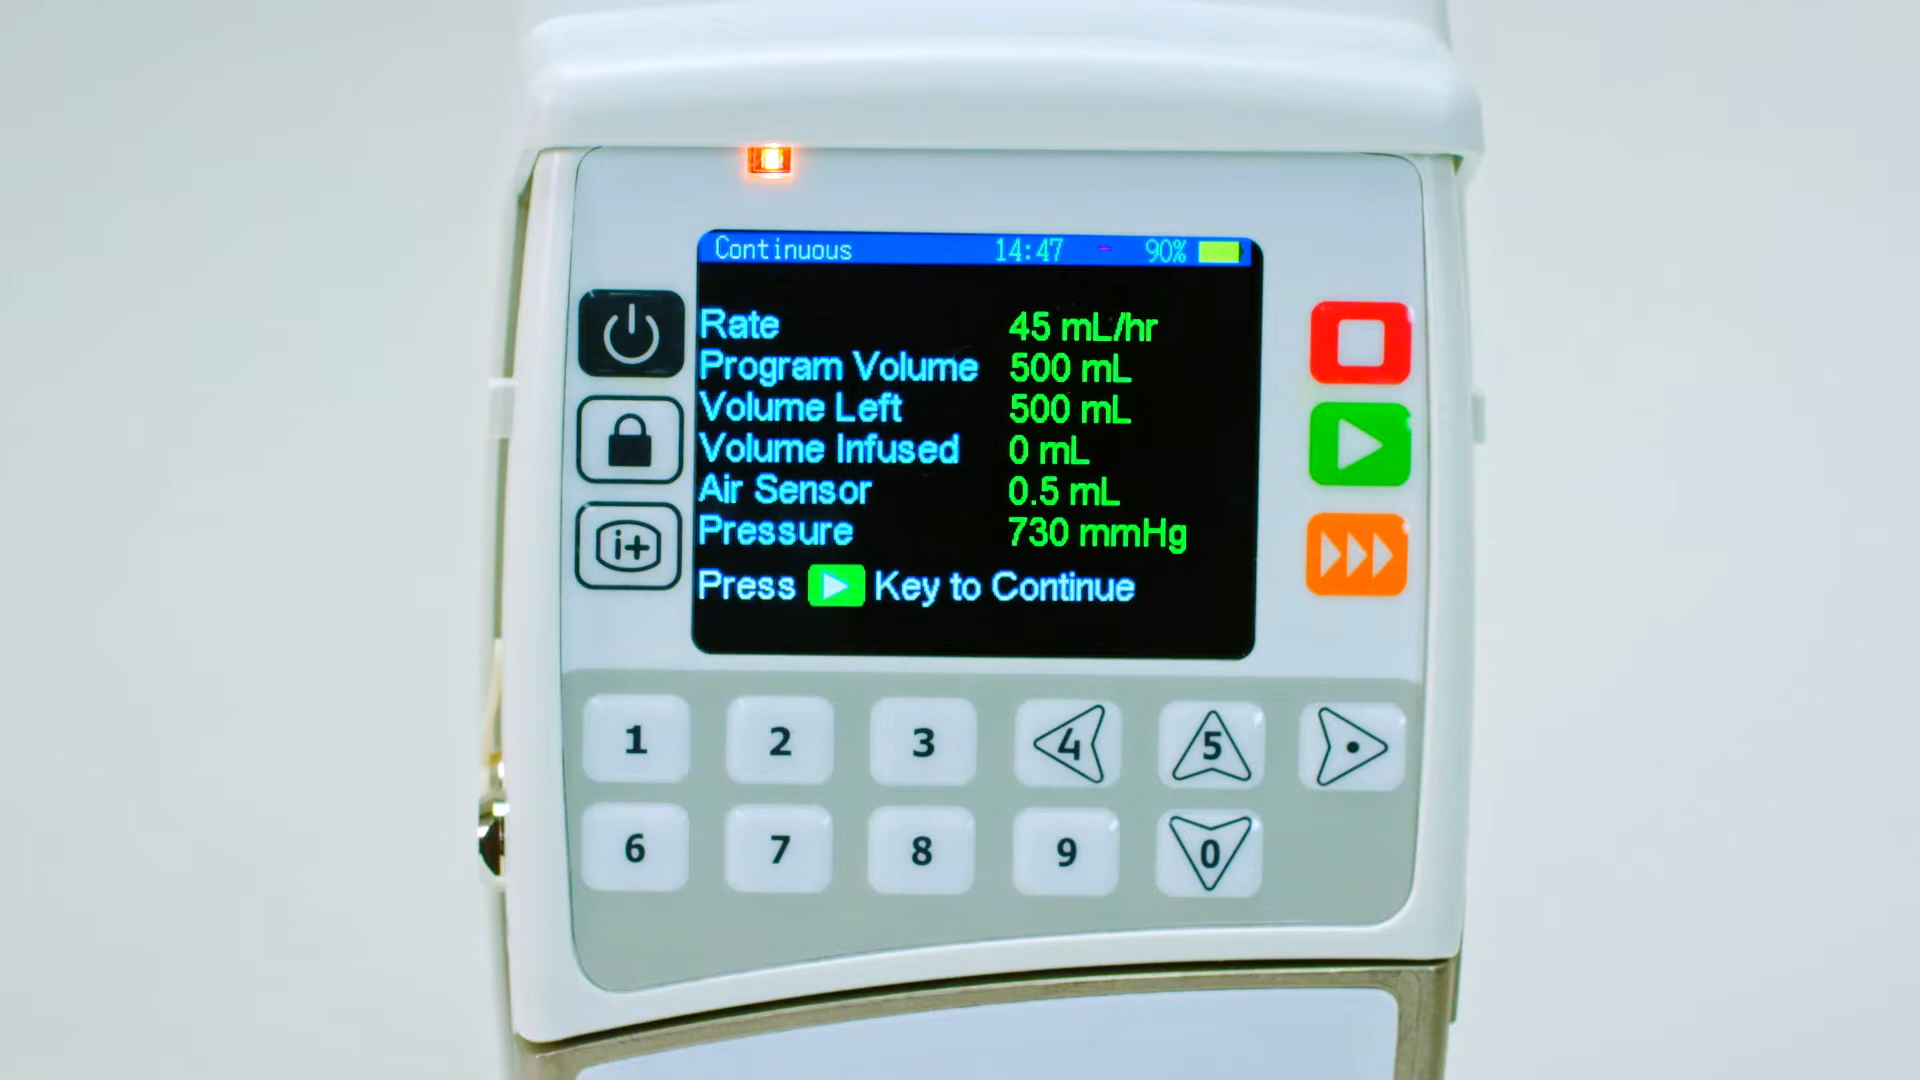 Continuous 14:47 90%
Rate 45 mL/hr
Program Volume 500 mL
Volume Left 500 mL
Volume Infused 0 mL
Air Sensor 0.5 mL
Pressure 730 mmHg
Press Key to Continue
i+
1 2 3 4 5 •
6 7 8 9 0